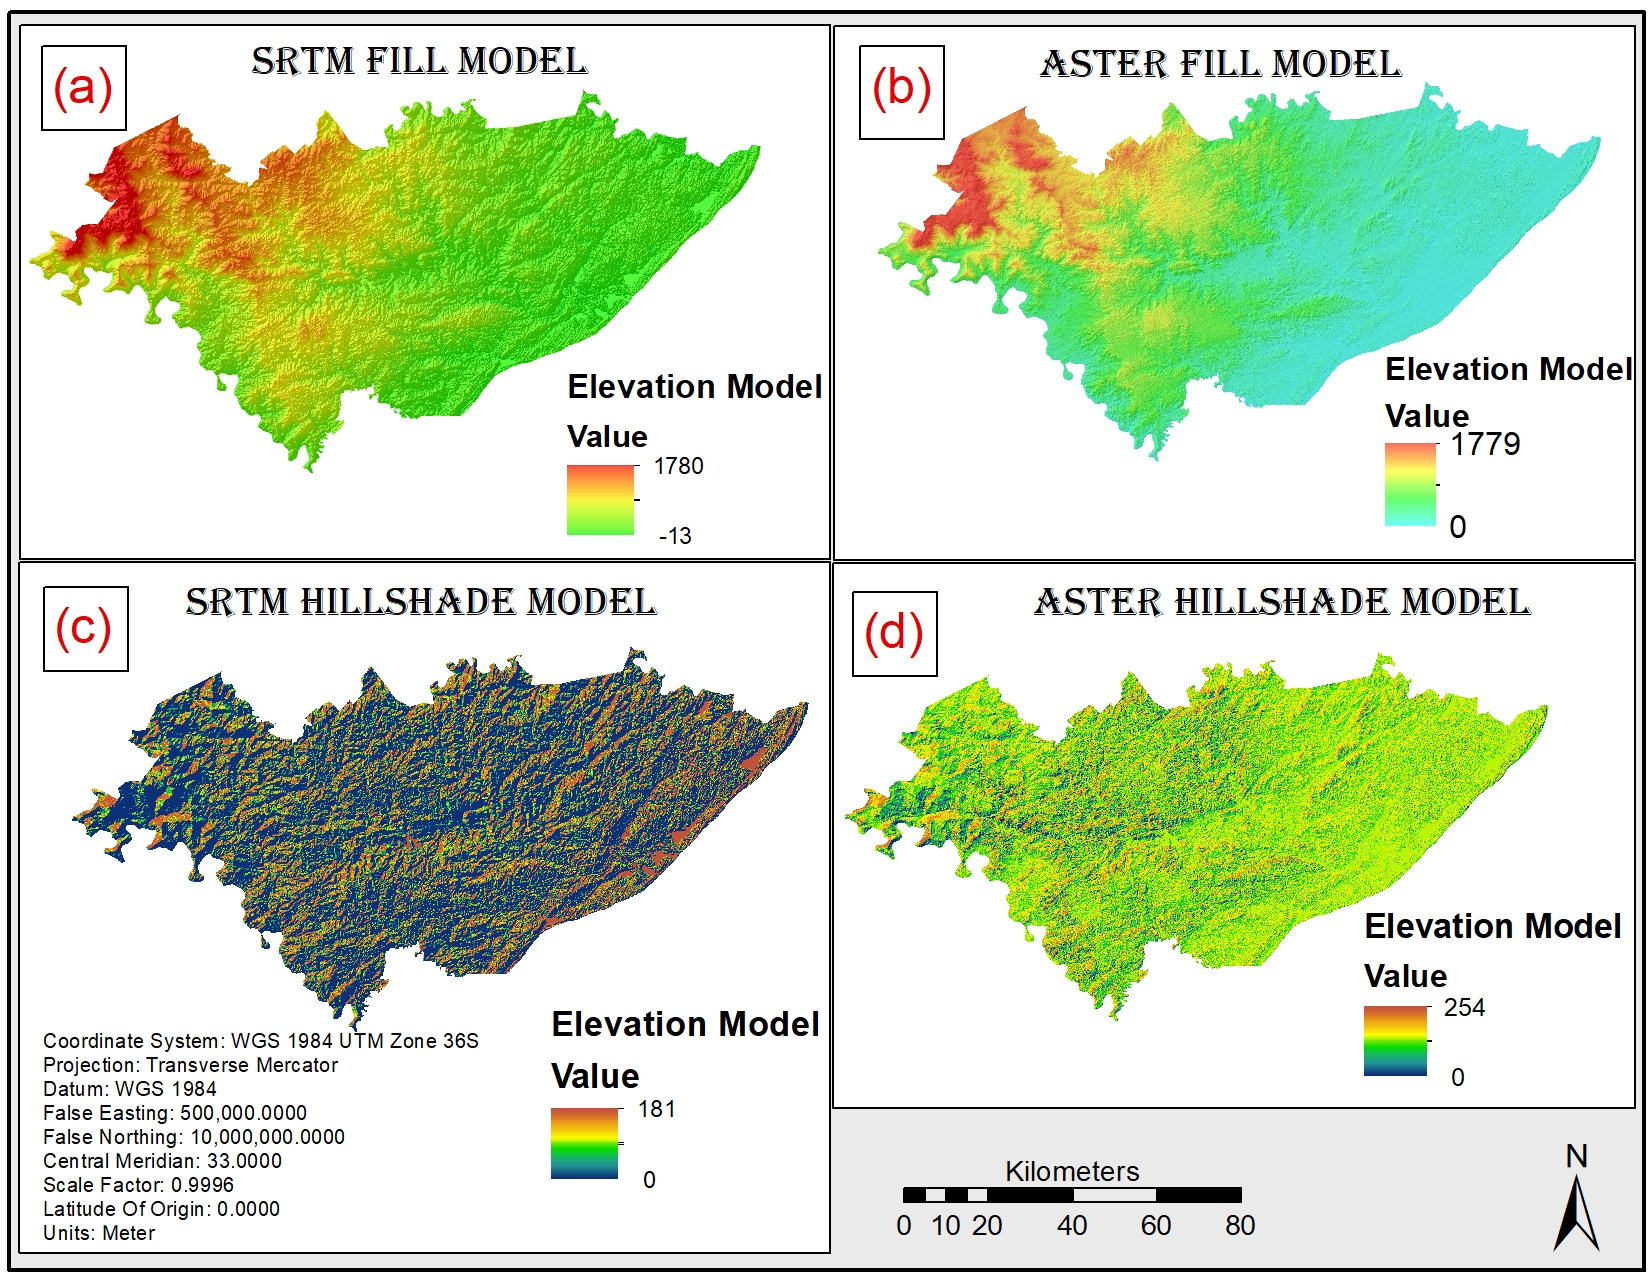 (a)
SRTM FILL MODEL
Elevation Model
Value
1780
-13
(b)
ASTER FILL MODEL
Elevation Model
Value
1779
0
(c)
SRTM HILLSHADE MODEL
Coordinate System: WGS 1984 UTM Zone 36S
Projection: Transverse Mercator
Datum: WGS 1984
False Easting: 500,000.0000
False Northing: 10,000,000.0000
Central Meridian: 33.0000
Scale Factor: 0.9996
Latitude Of Origin: 0.0000
Units: Meter
Elevation Model
Value
181
0
(d)
ASTER HILLSHADE MODEL
Elevation Model
Value
254
0
Kilometers
0 10 20 40 60 80
N